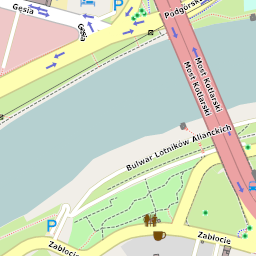 Gęsia
Gęsia
P
Podgórska
Most Kotlarski
Most Kotlarski
Bulwar Lotników Alianckich
P
Zabłocie
Zabłocie